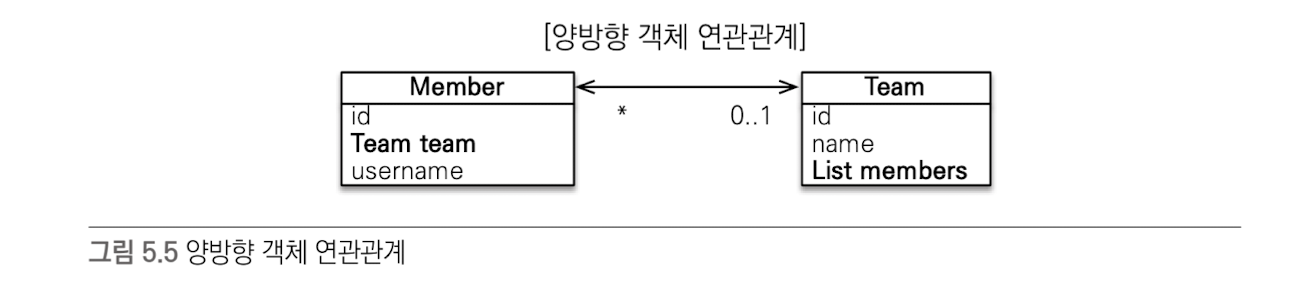 [양방향 객체 연관관계]
Member
id
Team team
username
* 0..1
Team
id
name
List members
그림 5.5 양방향 객체 연관관계